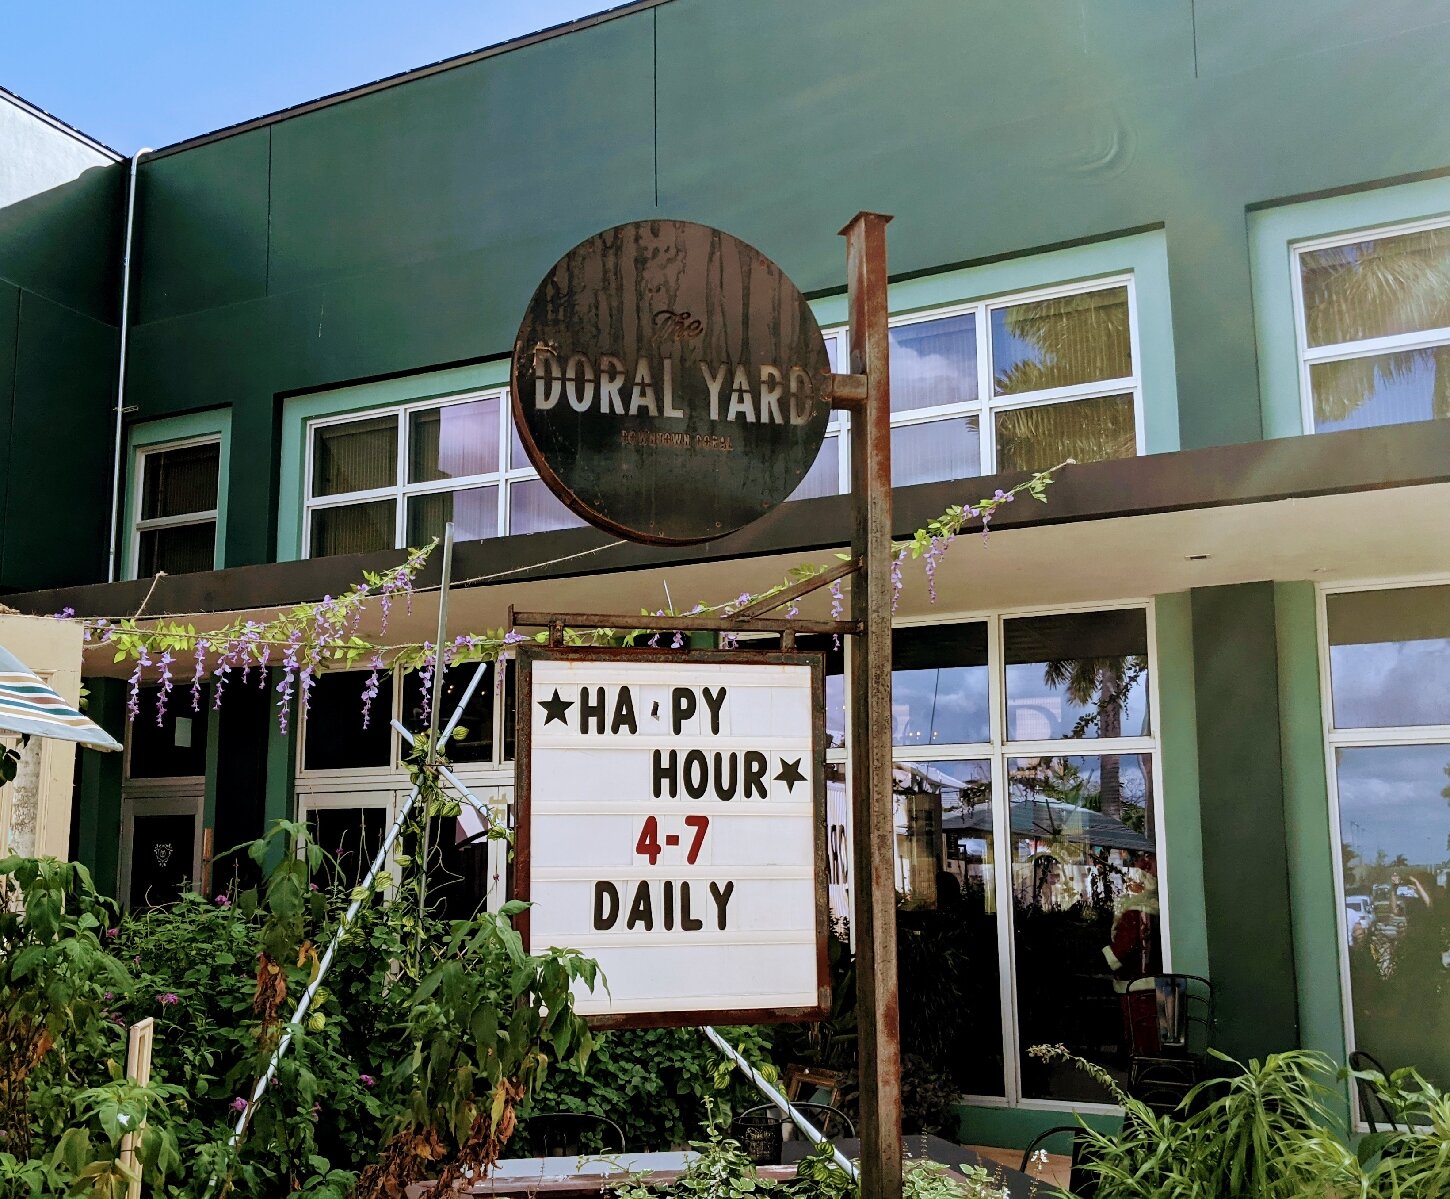 The
DORAL YARD
DOWNTOWN DORAL
★HA PY
HOUR★
4-7
DAILY